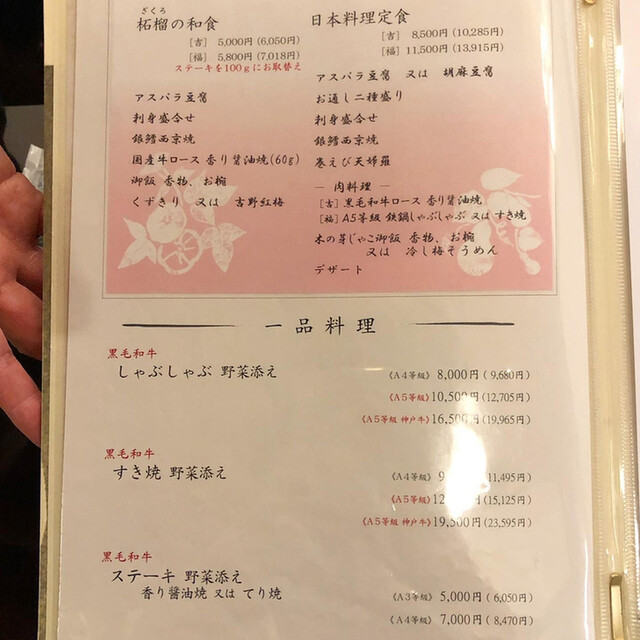 ざくろ
柘榴の和食
［吉］ 5,000円（6,050円）
［福］ 5,800円（7,018円）
ステーキを100gにお取替え
アスパラ豆腐
刺身盛合せ
銀鱈西京焼
国産牛ロース 香り醤油焼（60g）
御飯 香物、お椀
くずきり 又は 吉野紅梅
日本料理定食
［吉］ 8,500円（10,285円）
［福］ 11,500円（13,915円）
アスパラ豆腐 又は 胡麻豆腐
お通し二種盛り
刺身盛合せ
銀鱈西京焼
巻えび天婦羅
― 肉料理 ―
［吉］黒毛和牛ロース 香り醤油焼
［福］A5等級 鉄鍋しゃぶしゃぶ 又は すき焼
木の芽じゃこ御飯 香物、お椀
又は 冷し梅そうめん
デザート
一品料理
黒毛和牛
しゃぶしゃぶ 野菜添え
《A4等級》 8,000円（9,680円）
《A5等級》 10,500円（12,705円）
《A5等級 神戸牛》 16,500円（19,965円）
黒毛和牛
すき焼 野菜添え
《A4等級》 9 11,495円）
《A5等級》 12 （15,125円）
《A5等級 神戸牛》 19,500円（23,595円）
黒毛和牛
ステーキ 野菜添え
香り醤油焼 又は てり焼
《A3等級》 5,000円（6,050円）
《A4等級》 7,000円（8,470円）